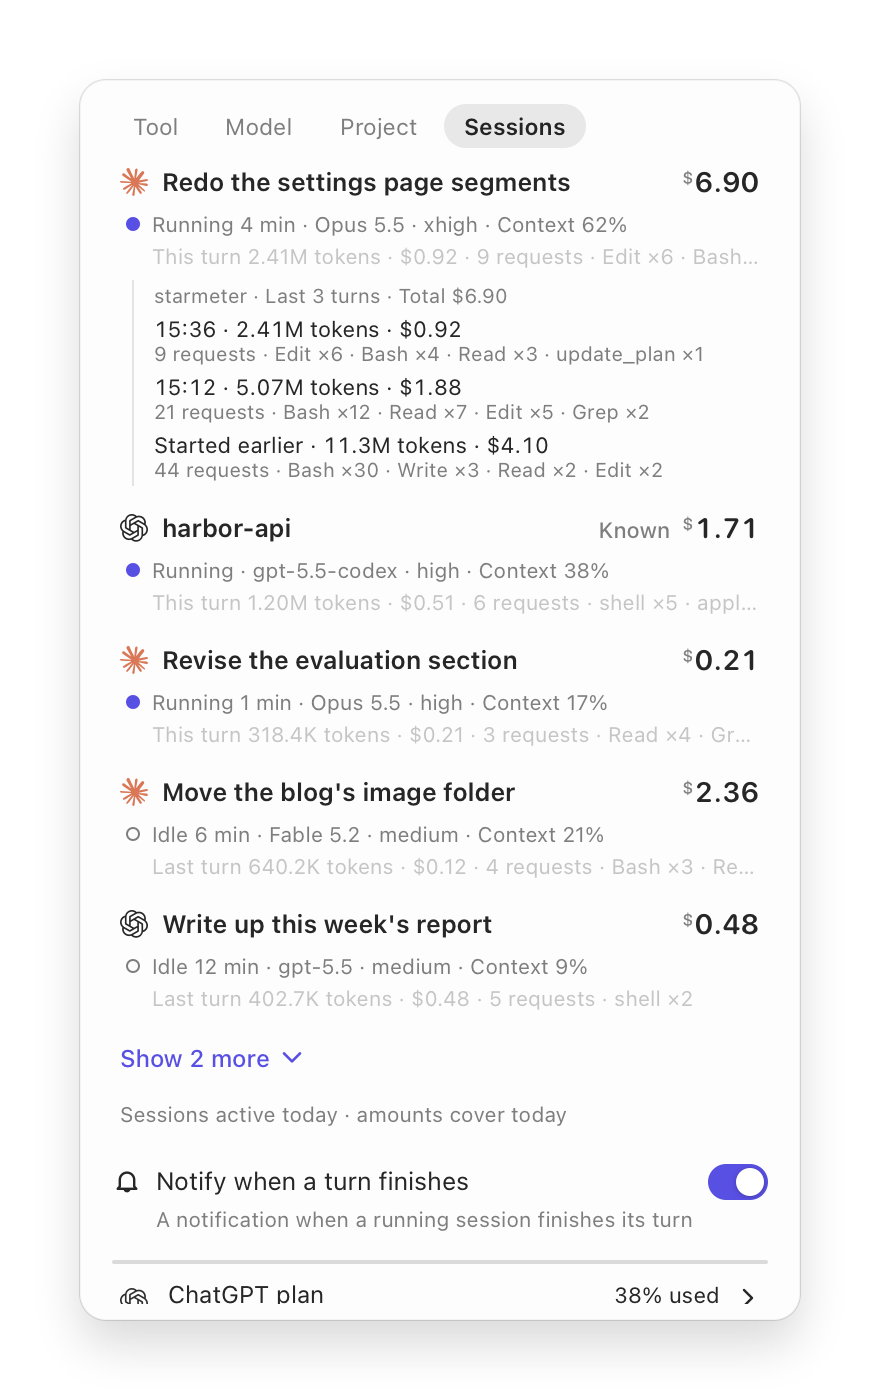 Tool Model Project Sessions
Redo the settings page segments $6.90
Running 4 min · Opus 5.5 · xhigh · Context 62%
This turn 2.41M tokens · $0.92 · 9 requests · Edit ×6 · Bash...
starmeter · Last 3 turns · Total $6.90
15:36 · 2.41M tokens · $0.92
9 requests · Edit ×6 · Bash ×4 · Read ×3 · update_plan ×1
15:12 · 5.07M tokens · $1.88
21 requests · Bash ×12 · Read ×7 · Edit ×5 · Grep ×2
Started earlier · 11.3M tokens · $4.10
44 requests · Bash ×30 · Write ×3 · Read ×2 · Edit ×2
harbor-api Known $1.71
Running · gpt-5.5-codex · high · Context 38%
This turn 1.20M tokens · $0.51 · 6 requests · shell ×5 · appl...
Revise the evaluation section $0.21
Running 1 min · Opus 5.5 · high · Context 17%
This turn 318.4K tokens · $0.21 · 3 requests · Read ×4 · Gr...
Move the blog's image folder $2.36
Idle 6 min · Fable 5.2 · medium · Context 21%
Last turn 640.2K tokens · $0.12 · 4 requests · Bash ×3 · Re...
Write up this week's report $0.48
Idle 12 min · gpt-5.5 · medium · Context 9%
Last turn 402.7K tokens · $0.48 · 5 requests · shell ×2
Show 2 more
Sessions active today · amounts cover today
Notify when a turn finishes
A notification when a running session finishes its turn
ChatGPT plan 38% used